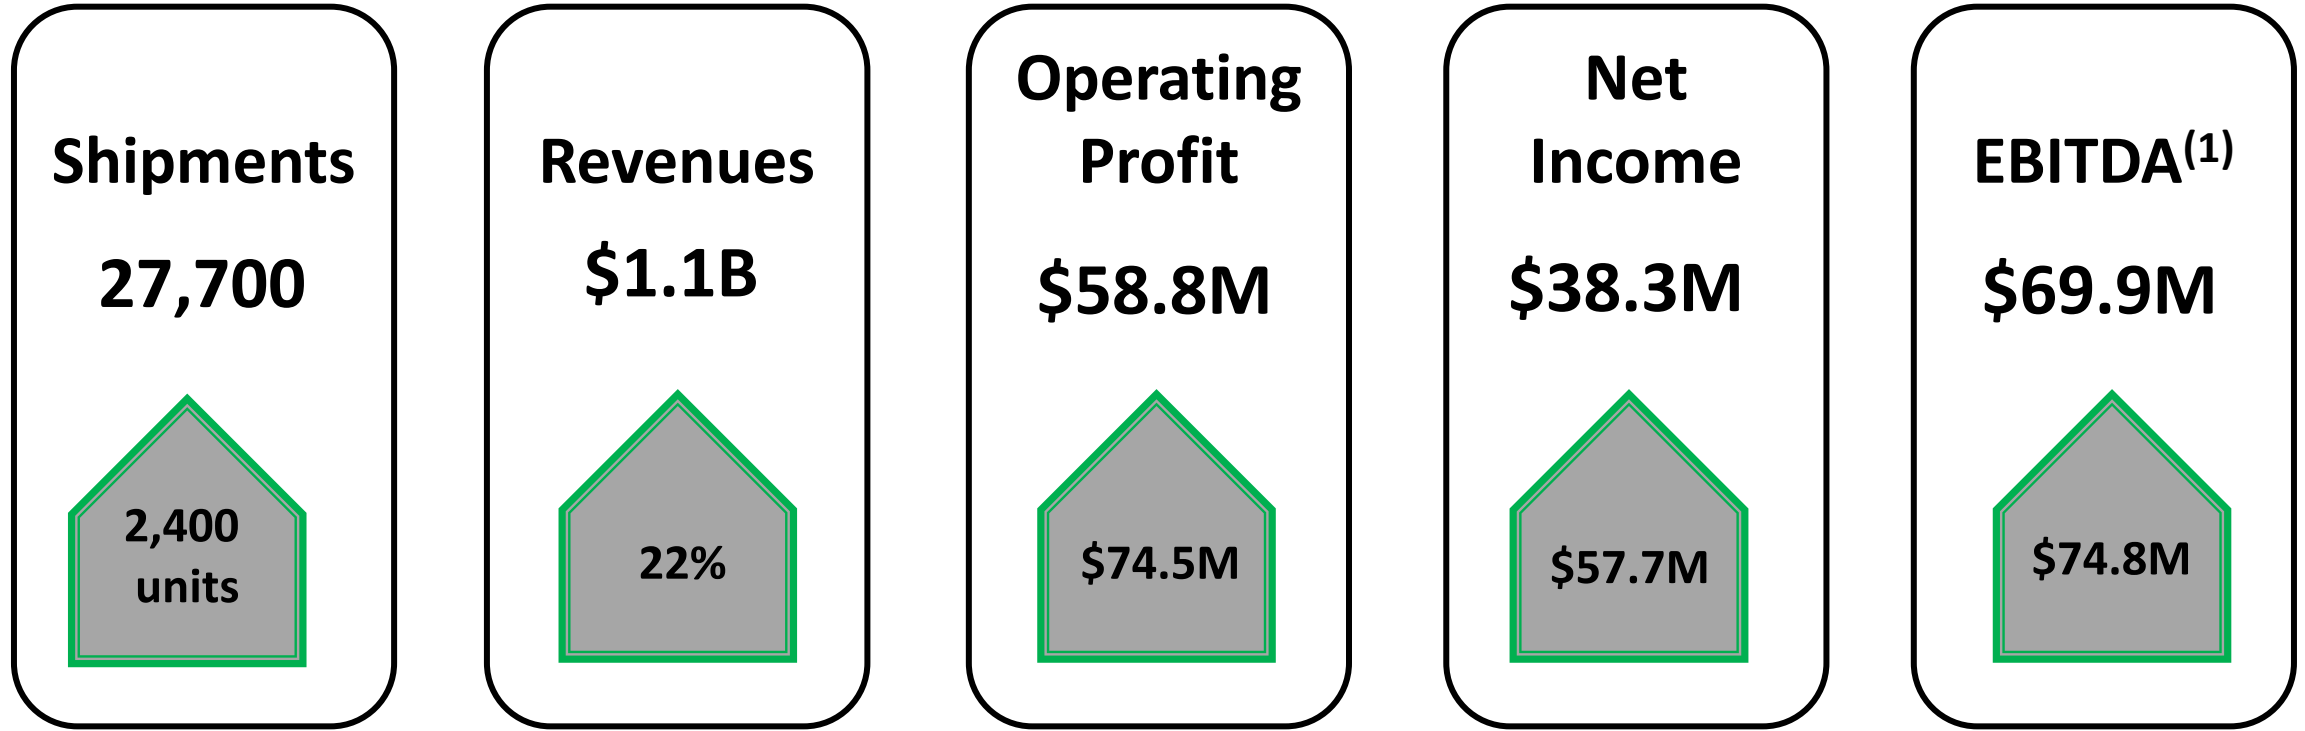 Shipments
27,700
2,400
units
Revenues
$1.1B
22%
Operating
Profit
$58.8M
$74.5M
Net
Income
$38.3M
$57.7M
EBITDA(1)
$69.9M
$74.8M